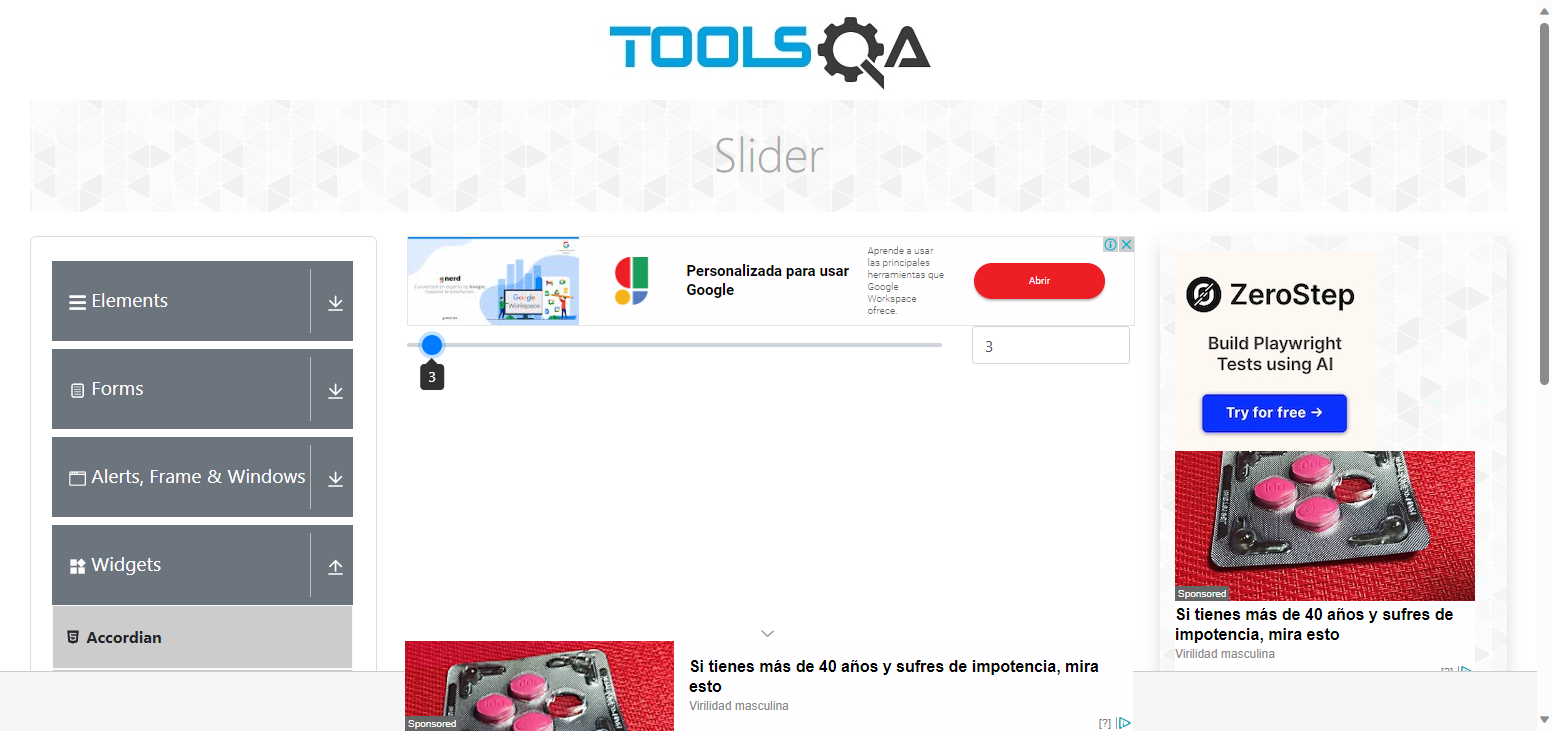 TOOLSQA
Slider
Elements
Forms
Alerts, Frame & Windows
Widgets
Accordian
nerd
Google
Workspace
Personalizada para usar
Google
Aprende a usar
las principales
herramientas que
Google
Workspace
ofrece.
Abrir
3
3
ZeroStep
Build Playwright
Tests using AI
Try for free →
Sponsored
Si tienes más de 40 años y sufres de
impotencia, mira esto
Virilidad masculina
[?]
Sponsored
Si tienes más de 40 años y sufres de impotencia, mira
esto
Virilidad masculina
[?]